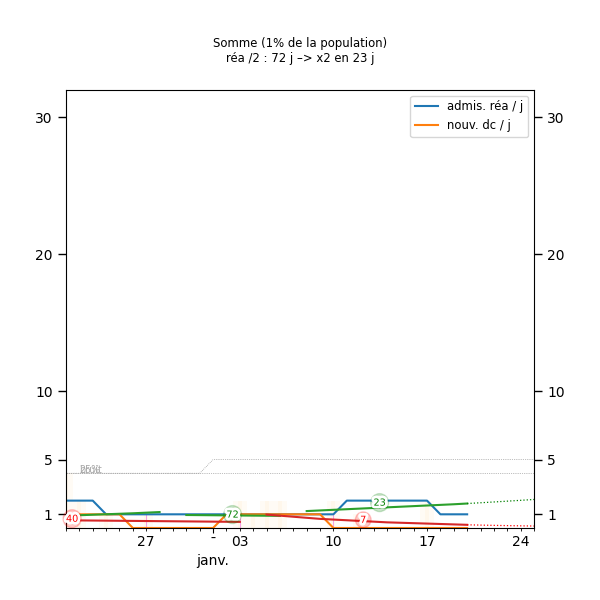 Somme (1% de la population)
réa /2 : 72 j –> x2 en 23 j
admis. réa / j
nouv. dc / j
30 30
20 20
10 10
5 5
25%
1 1
40 72 23 7
27 - 03 10 17 24
janv.